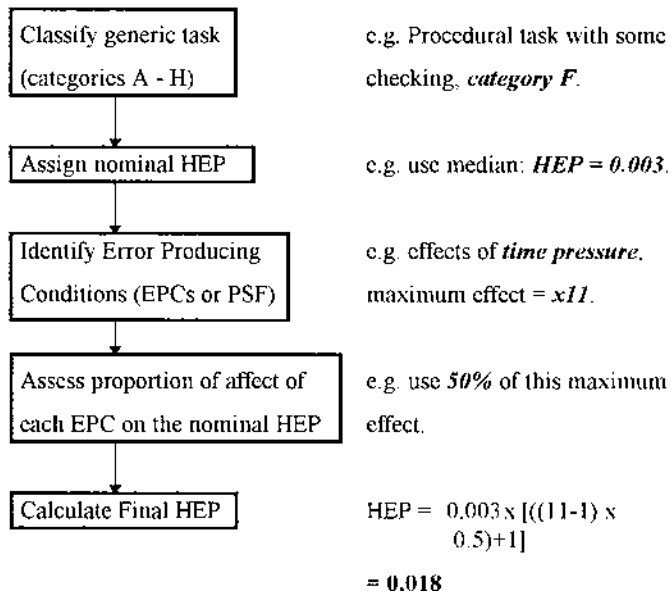 Classify generic task
(categories A - H)
e.g. Procedural task with some
checking, category F.
Assign nominal HEP
e.g. use median: HEP = 0.003.
Identify Error Producing
Conditions (EPCs or PSF)
e.g. effects of time pressure,
maximum effect = x11.
Assess proportion of affect of
each EPC on the nominal HEP
e.g. use 50% of this maximum
effect.
Calculate Final HEP
HEP = 0.003 x [((11-1) x
0.5)+1]
= 0.018